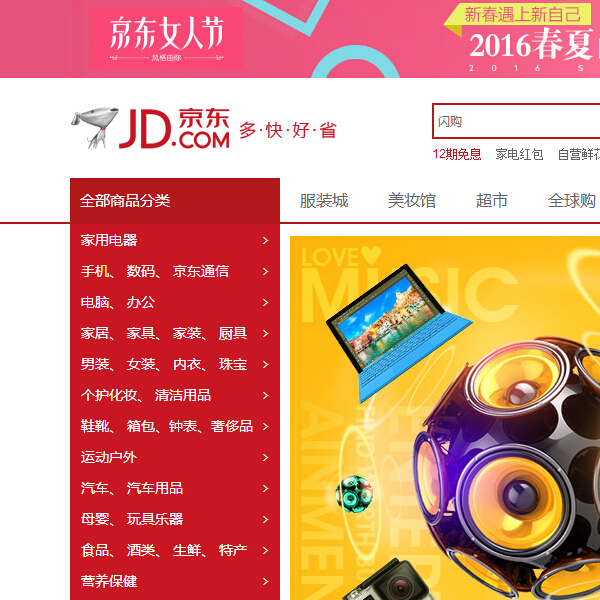 京东女人节
风格由你
新春遇上新自己
2016春夏
2016 S
JD.京东
.COM
多·快·好·省
闪购
12期免息 家电红包 自营鲜花
全部商品分类 服装城 美妆馆 超市 全球购
家用电器 >
手机、 数码、 京东通信 >
电脑、 办公 >
家居、 家具、 家装、 厨具 >
男装、 女装、 内衣、 珠宝 >
个护化妆、 清洁用品 >
鞋靴、 箱包、钟表、奢侈品 >
运动户外 >
汽车、 汽车用品 >
母婴、 玩具乐器 >
食品、 酒类、 生鲜、 特产 >
营养保健 >
LOVE
MUSIC